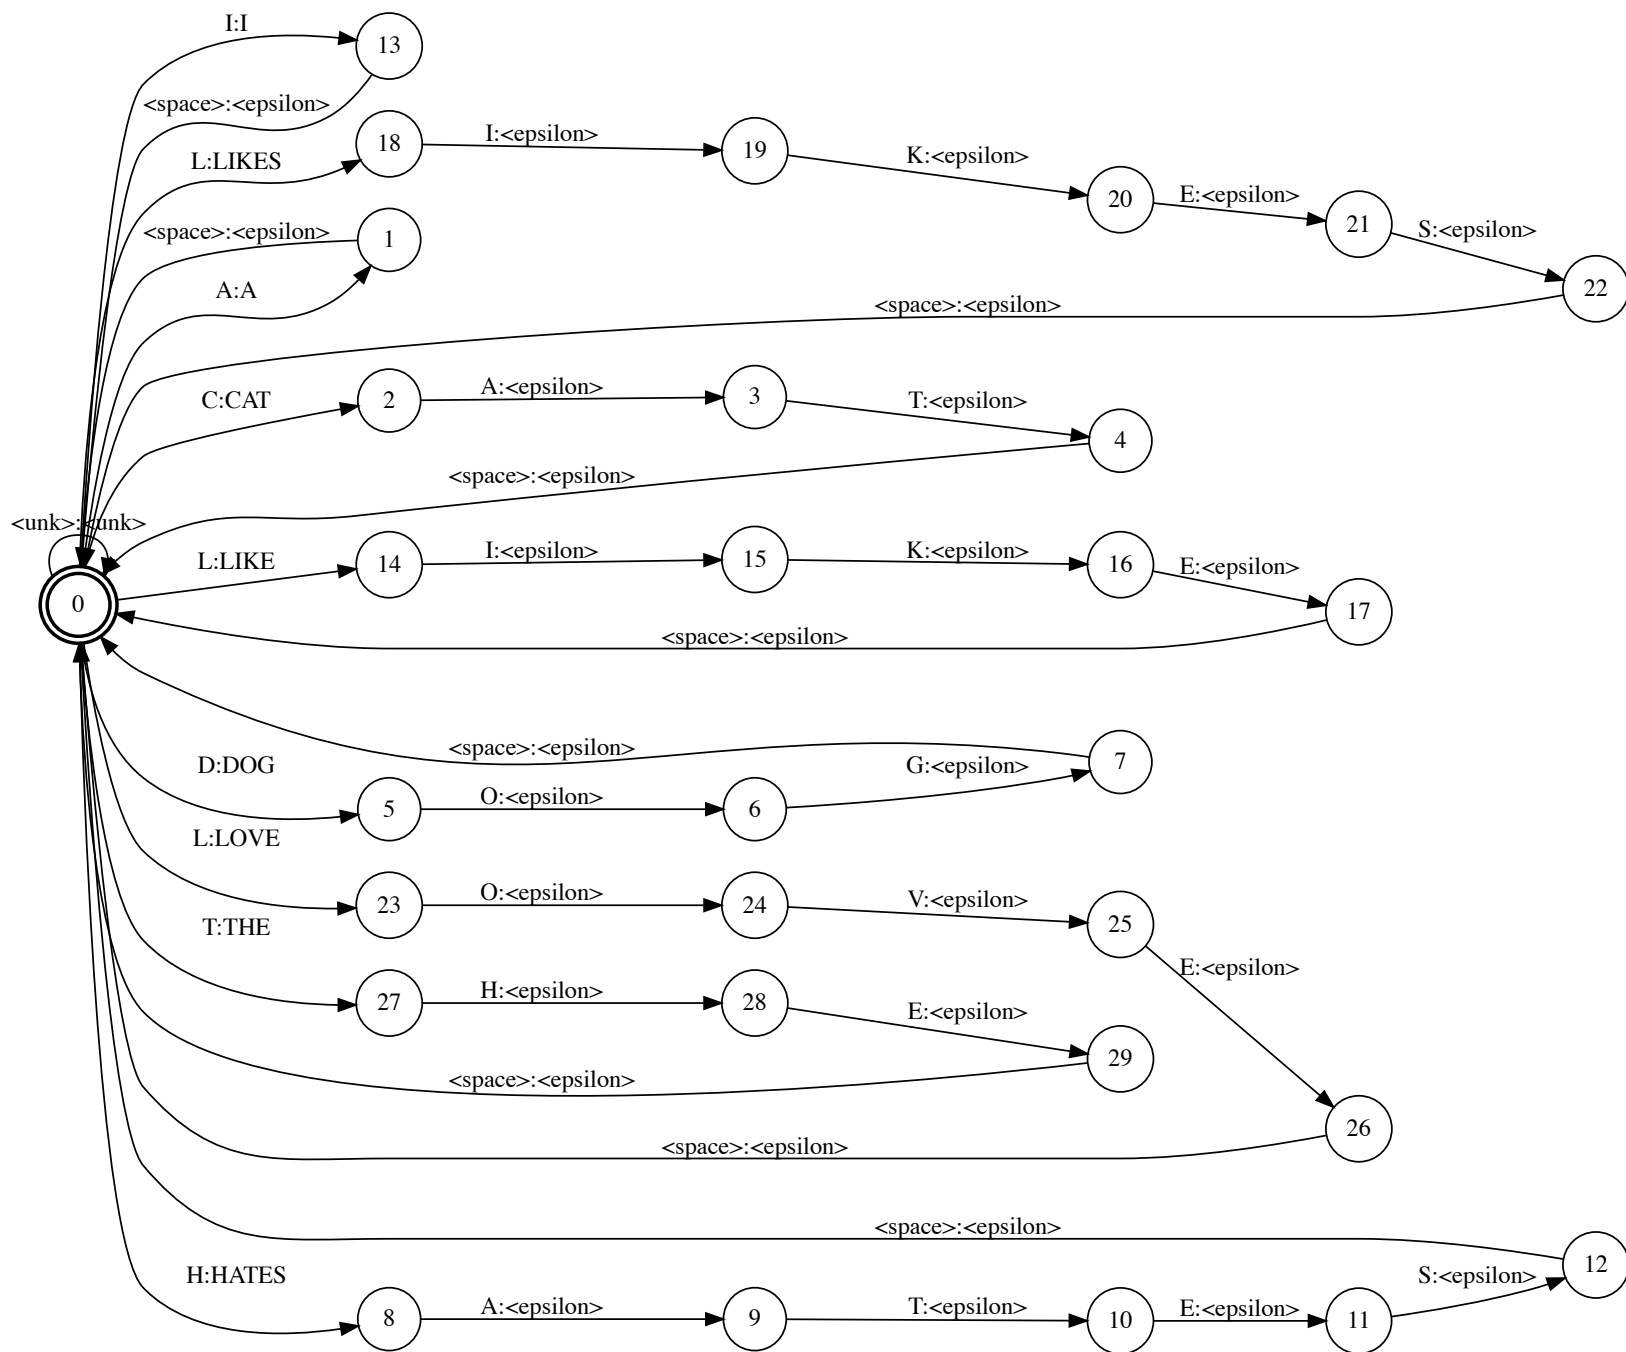 I:I
13
<space>:<epsilon>
L:LIKES
18
I:<epsilon>
19
K:<epsilon>
20
E:<epsilon>
21
S:<epsilon>
22
<space>:<epsilon>
1
A:A
<space>:<epsilon>
C:CAT
2
A:<epsilon>
3
T:<epsilon>
4
<space>:<epsilon>
<unk>:<unk>
0
L:LIKE
14
I:<epsilon>
15
K:<epsilon>
16
E:<epsilon>
17
<space>:<epsilon>
<space>:<epsilon>
D:DOG
5
O:<epsilon>
6
G:<epsilon>
7
L:LOVE
23
O:<epsilon>
24
V:<epsilon>
25
E:<epsilon>
26
T:THE
27
H:<epsilon>
28
E:<epsilon>
29
<space>:<epsilon>
<space>:<epsilon>
<space>:<epsilon>
H:HATES
8
A:<epsilon>
9
T:<epsilon>
10
E:<epsilon>
11
S:<epsilon>
12